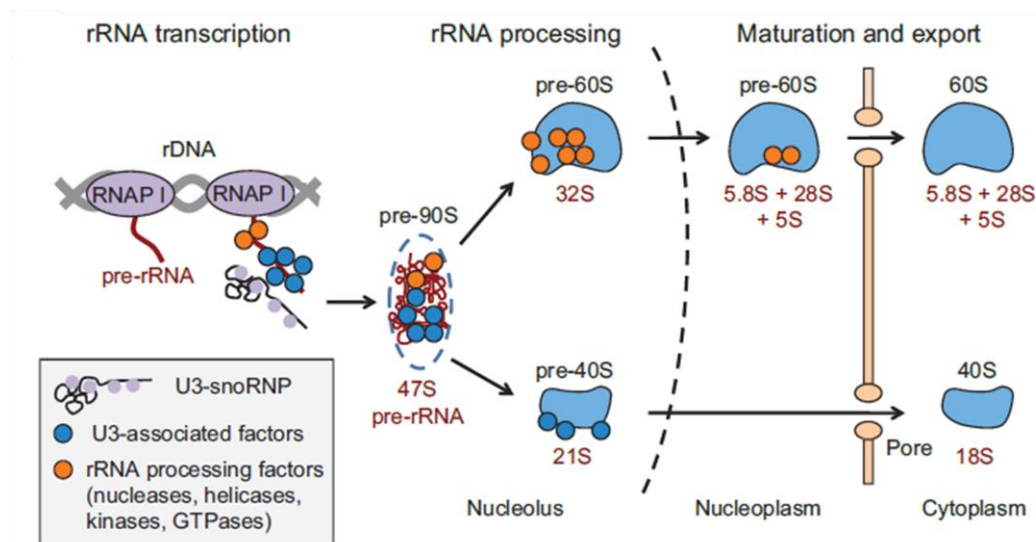 rRNA transcription
rRNA processing
Maturation and export
pre-60S
pre-60S
60S
rDNA
RNAP I
RNAP I
32S
5.8S + 28S
+ 5S
5.8S + 28S
+ 5S
pre-90S
pre-rRNA
47S
pre-rRNA
pre-40S
40S
21S
Pore
18S
U3-snoRNP
U3-associated factors
rRNA processing factors
(nucleases, helicases,
kinases, GTPases)
Nucleolus
Nucleoplasm
Cytoplasm